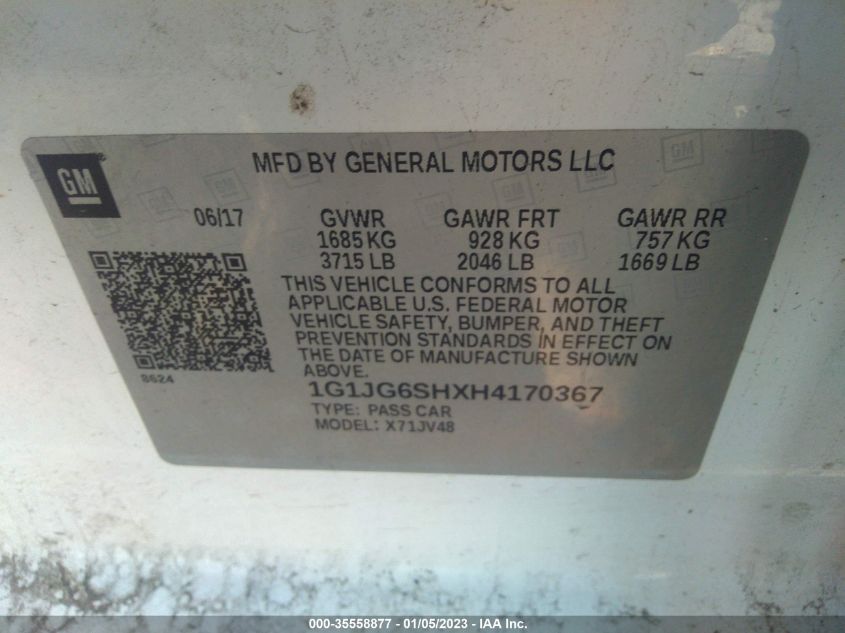 GM
MFD BY GENERAL MOTORS LLC
06/17 GVWR GAWR FRT GAWR RR
1685 KG 928 KG 757 KG
3715 LB 2046 LB 1669 LB
THIS VEHICLE CONFORMS TO ALL
APPLICABLE U.S. FEDERAL MOTOR
VEHICLE SAFETY, BUMPER, AND THEFT
PREVENTION STANDARDS IN EFFECT ON
THE DATE OF MANUFACTURE SHOWN
ABOVE.
8624
1G1JG6SHXH4170367
TYPE: PASS CAR
MODEL: X71JV48
000-35558877 - 01/05/2023 - IAA Inc.